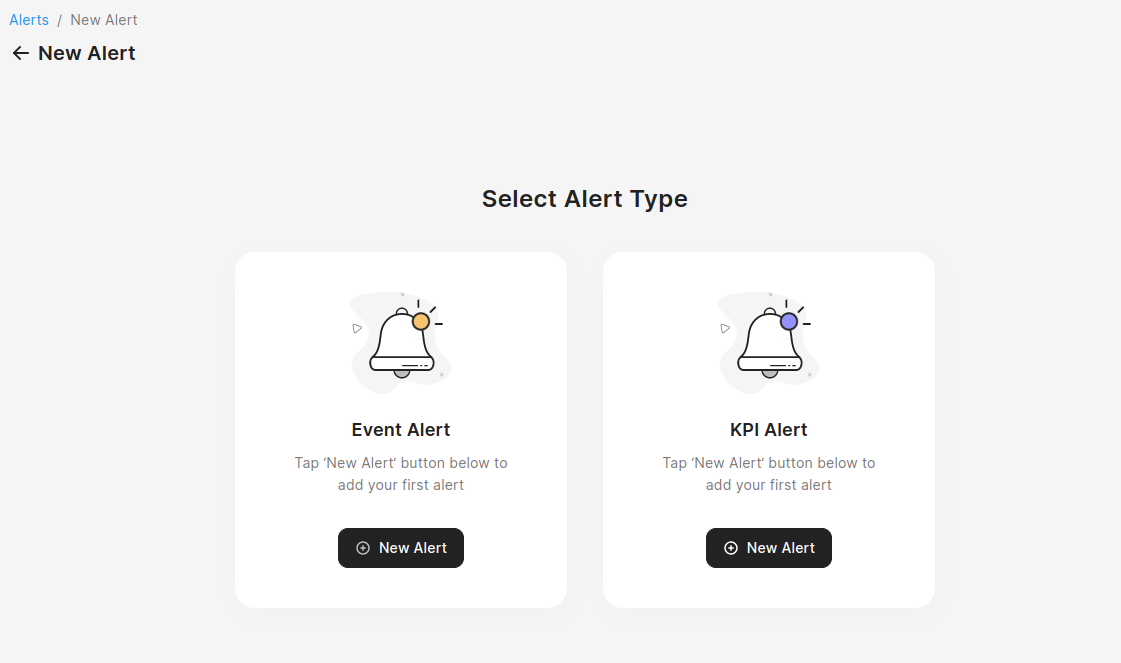 Alerts / New Alert
New Alert
Select Alert Type
Event Alert
Tap ‘New Alert‘ button below to
add your first alert
New Alert
KPI Alert
Tap ‘New Alert‘ button below to
add your first alert
New Alert